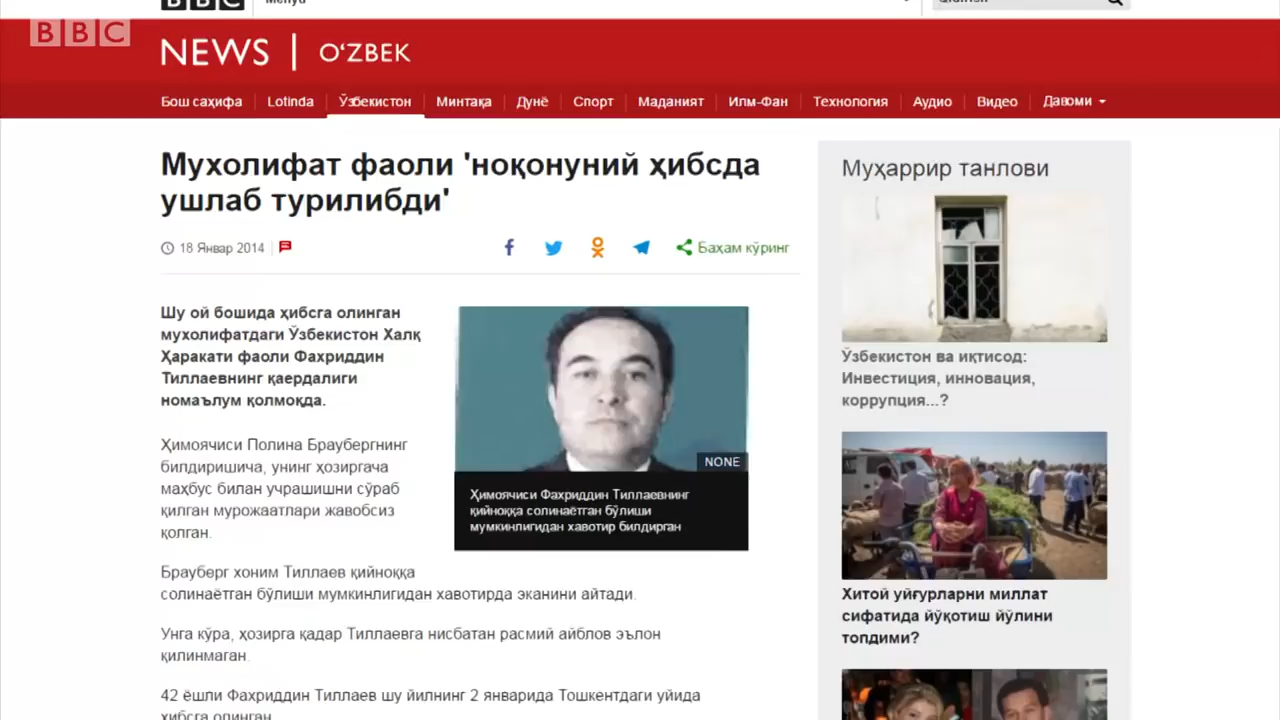 BBC
Menyu
BBC
NEWS | O‘ZBEK
Бош саҳифа
Lotinda
Ўзбекистон
Минтақа
Дунё
Спорт
Маданият
Илм-Фан
Технология
Аудио
Видео
Давоми
Мухолифат фаоли 'ноқонуний ҳибсда
ушлаб турилибди'
18 Январ 2014
Баҳам кўринг
Шу ой бошида ҳибсга олинган
мухолифатдаги Ўзбекистон Халқ
Ҳаракати фаоли Фахриддин
Тиллаевнинг қаердалиги
номаълум қолмоқда.
NONE
Ҳимоячиси Фахриддин Тиллаевнинг
қийноққа солинаётган бўлиши
мумкинлигидан хавотир билдирган
Ҳимоячиси Полина Браубергнинг
билдиришича, унинг ҳозиргача
маҳбус билан учрашишни сўраб
қилган мурожаатлари жавобсиз
қолган.
Брауберг хоним Тиллаев қийноққа
солинаётган бўлиши мумкинлигидан хавотирда эканини айтади.
Унга кўра, ҳозирга қадар Тиллаевга нисбатан расмий айблов эълон
қилинмаган.
42 ёшли Фахриддин Тиллаев шу йилнинг 2 январида Тошкентдаги уйида
ҳибсга олинган.
Муҳаррир танлови
Ўзбекистон ва иқтисод:
Инвестиция, инновация,
коррупция...?
Хитой уйғурларни миллат
сифатида йўқотиш йўлини
топдими?